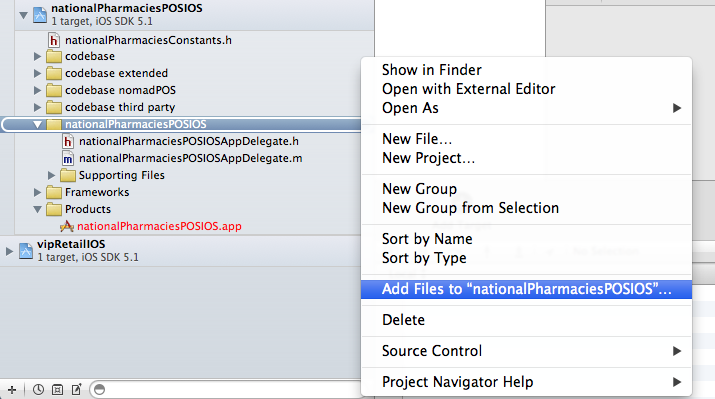 nationalPharmaciesPOSIOS
1 target, iOS SDK 5.1
nationalPharmaciesConstants.h
codebase
codebase extended
codebase nomadPOS
codebase third party
nationalPharmaciesPOSIOS
nationalPharmaciesPOSIOSAppDelegate.h
nationalPharmaciesPOSIOSAppDelegate.m
Supporting Files
Frameworks
Products
nationalPharmaciesPOSIOS.app
vipRetailIOS
1 target, iOS SDK 5.1
Show in Finder
Open with External Editor
Open As
New File...
New Project...
New Group
New Group from Selection
Sort by Name
Sort by Type
Add Files to “nationalPharmaciesPOSIOS”...
Delete
Source Control
Project Navigator Help